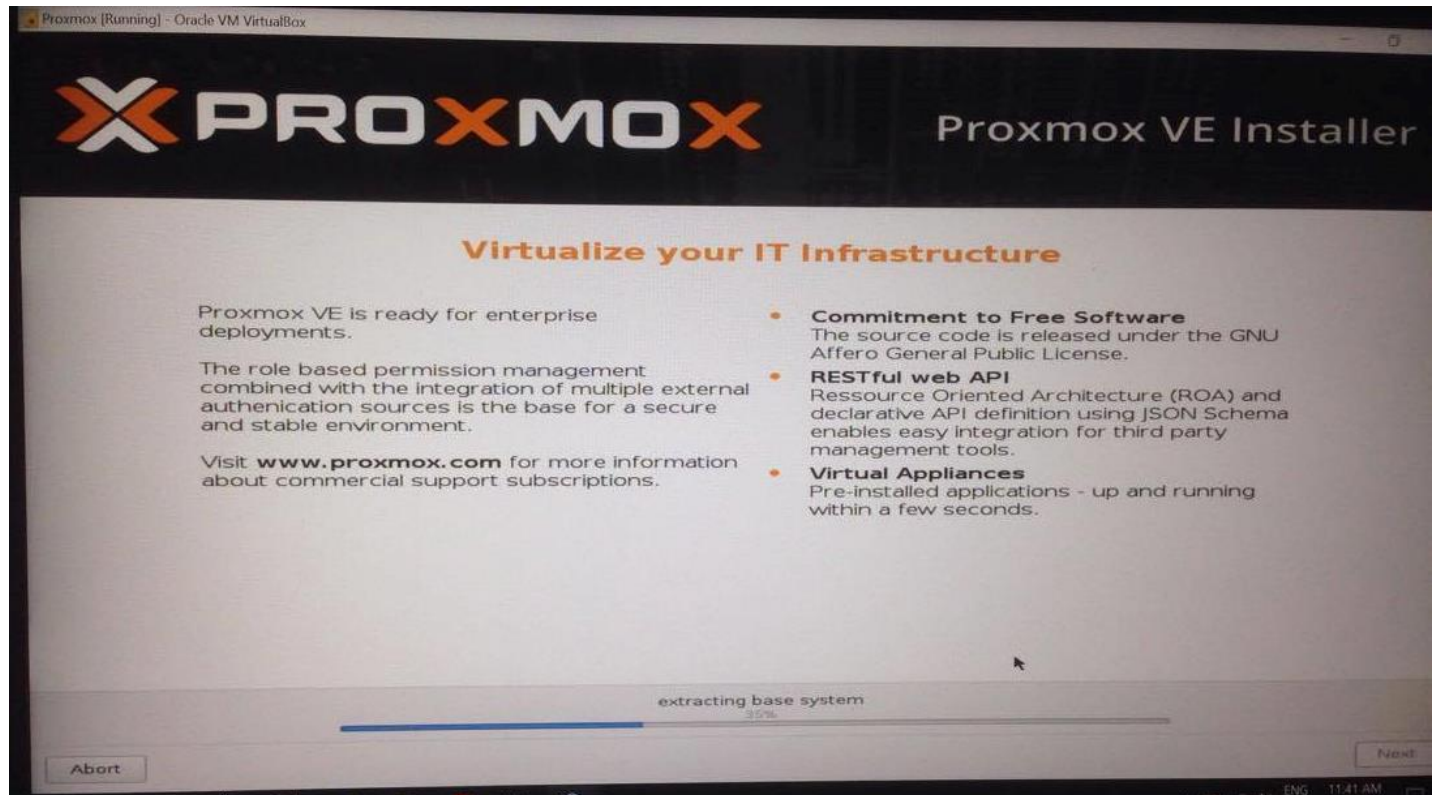 Proxmox [Running] - Oracle VM VirtualBox
PROXMOX
Proxmox VE Installer
Virtualize your IT Infrastructure
Proxmox VE is ready for enterprise
deployments.
The role based permission management
combined with the integration of multiple external
authenication sources is the base for a secure
and stable environment.
Visit www.proxmox.com for more information
about commercial support subscriptions.
• Commitment to Free Software
The source code is released under the GNU
Affero General Public License.
• RESTful web API
Ressource Oriented Architecture (ROA) and
declarative API definition using JSON Schema
enables easy integration for third party
management tools.
• Virtual Appliances
Pre-installed applications - up and running
within a few seconds.
extracting base system
35%
Abort
Next
ENG 11:41 AM